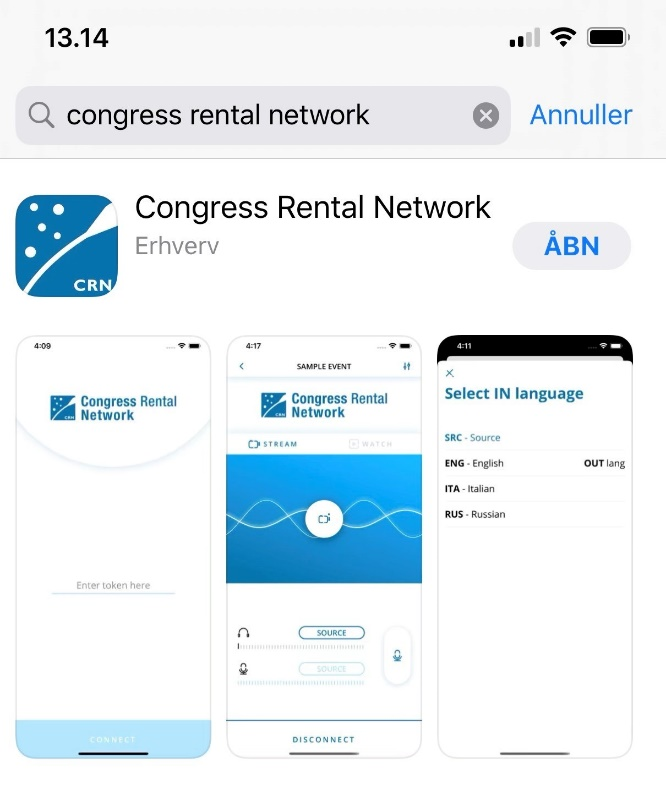 13.14
congress rental network
Annuller
Congress Rental Network
Erhverv
ÅBN
CRN
4:09
CRN
Congress Rental
Network
Enter token here
CONNECT
4:17
SAMPLE EVENT
CRN
Congress Rental
Network
STREAM
WATCH
SOURCE
SOURCE
DISCONNECT
4:11
Select IN language
SRC - Source
ENG - English
OUT lang
ITA - Italian
RUS - Russian